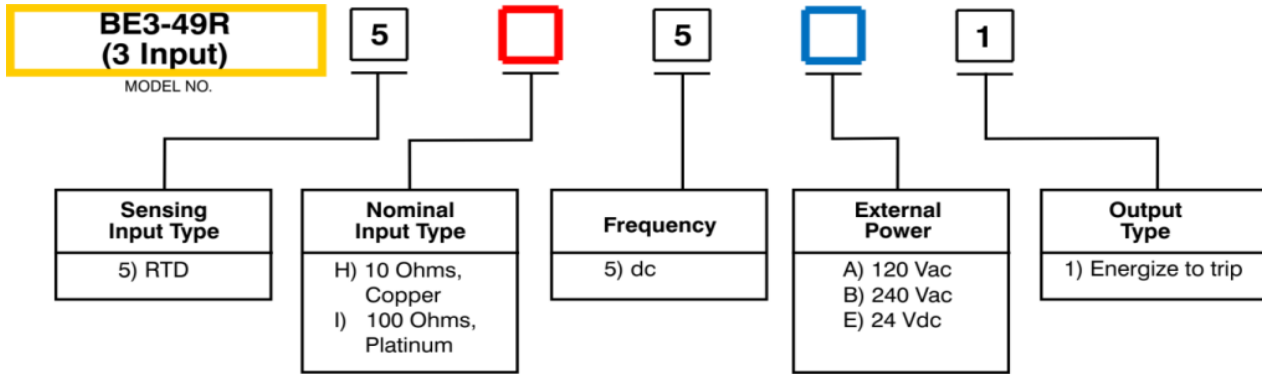 BE3-49R
(3 Input)
5
5
1
MODEL NO.
Sensing
Input Type
5) RTD
Nominal
Input Type
H) 10 Ohms,
Copper
I) 100 Ohms,
Platinum
Frequency
5) dc
External
Power
A) 120 Vac
B) 240 Vac
E) 24 Vdc
Output
Type
1) Energize to trip